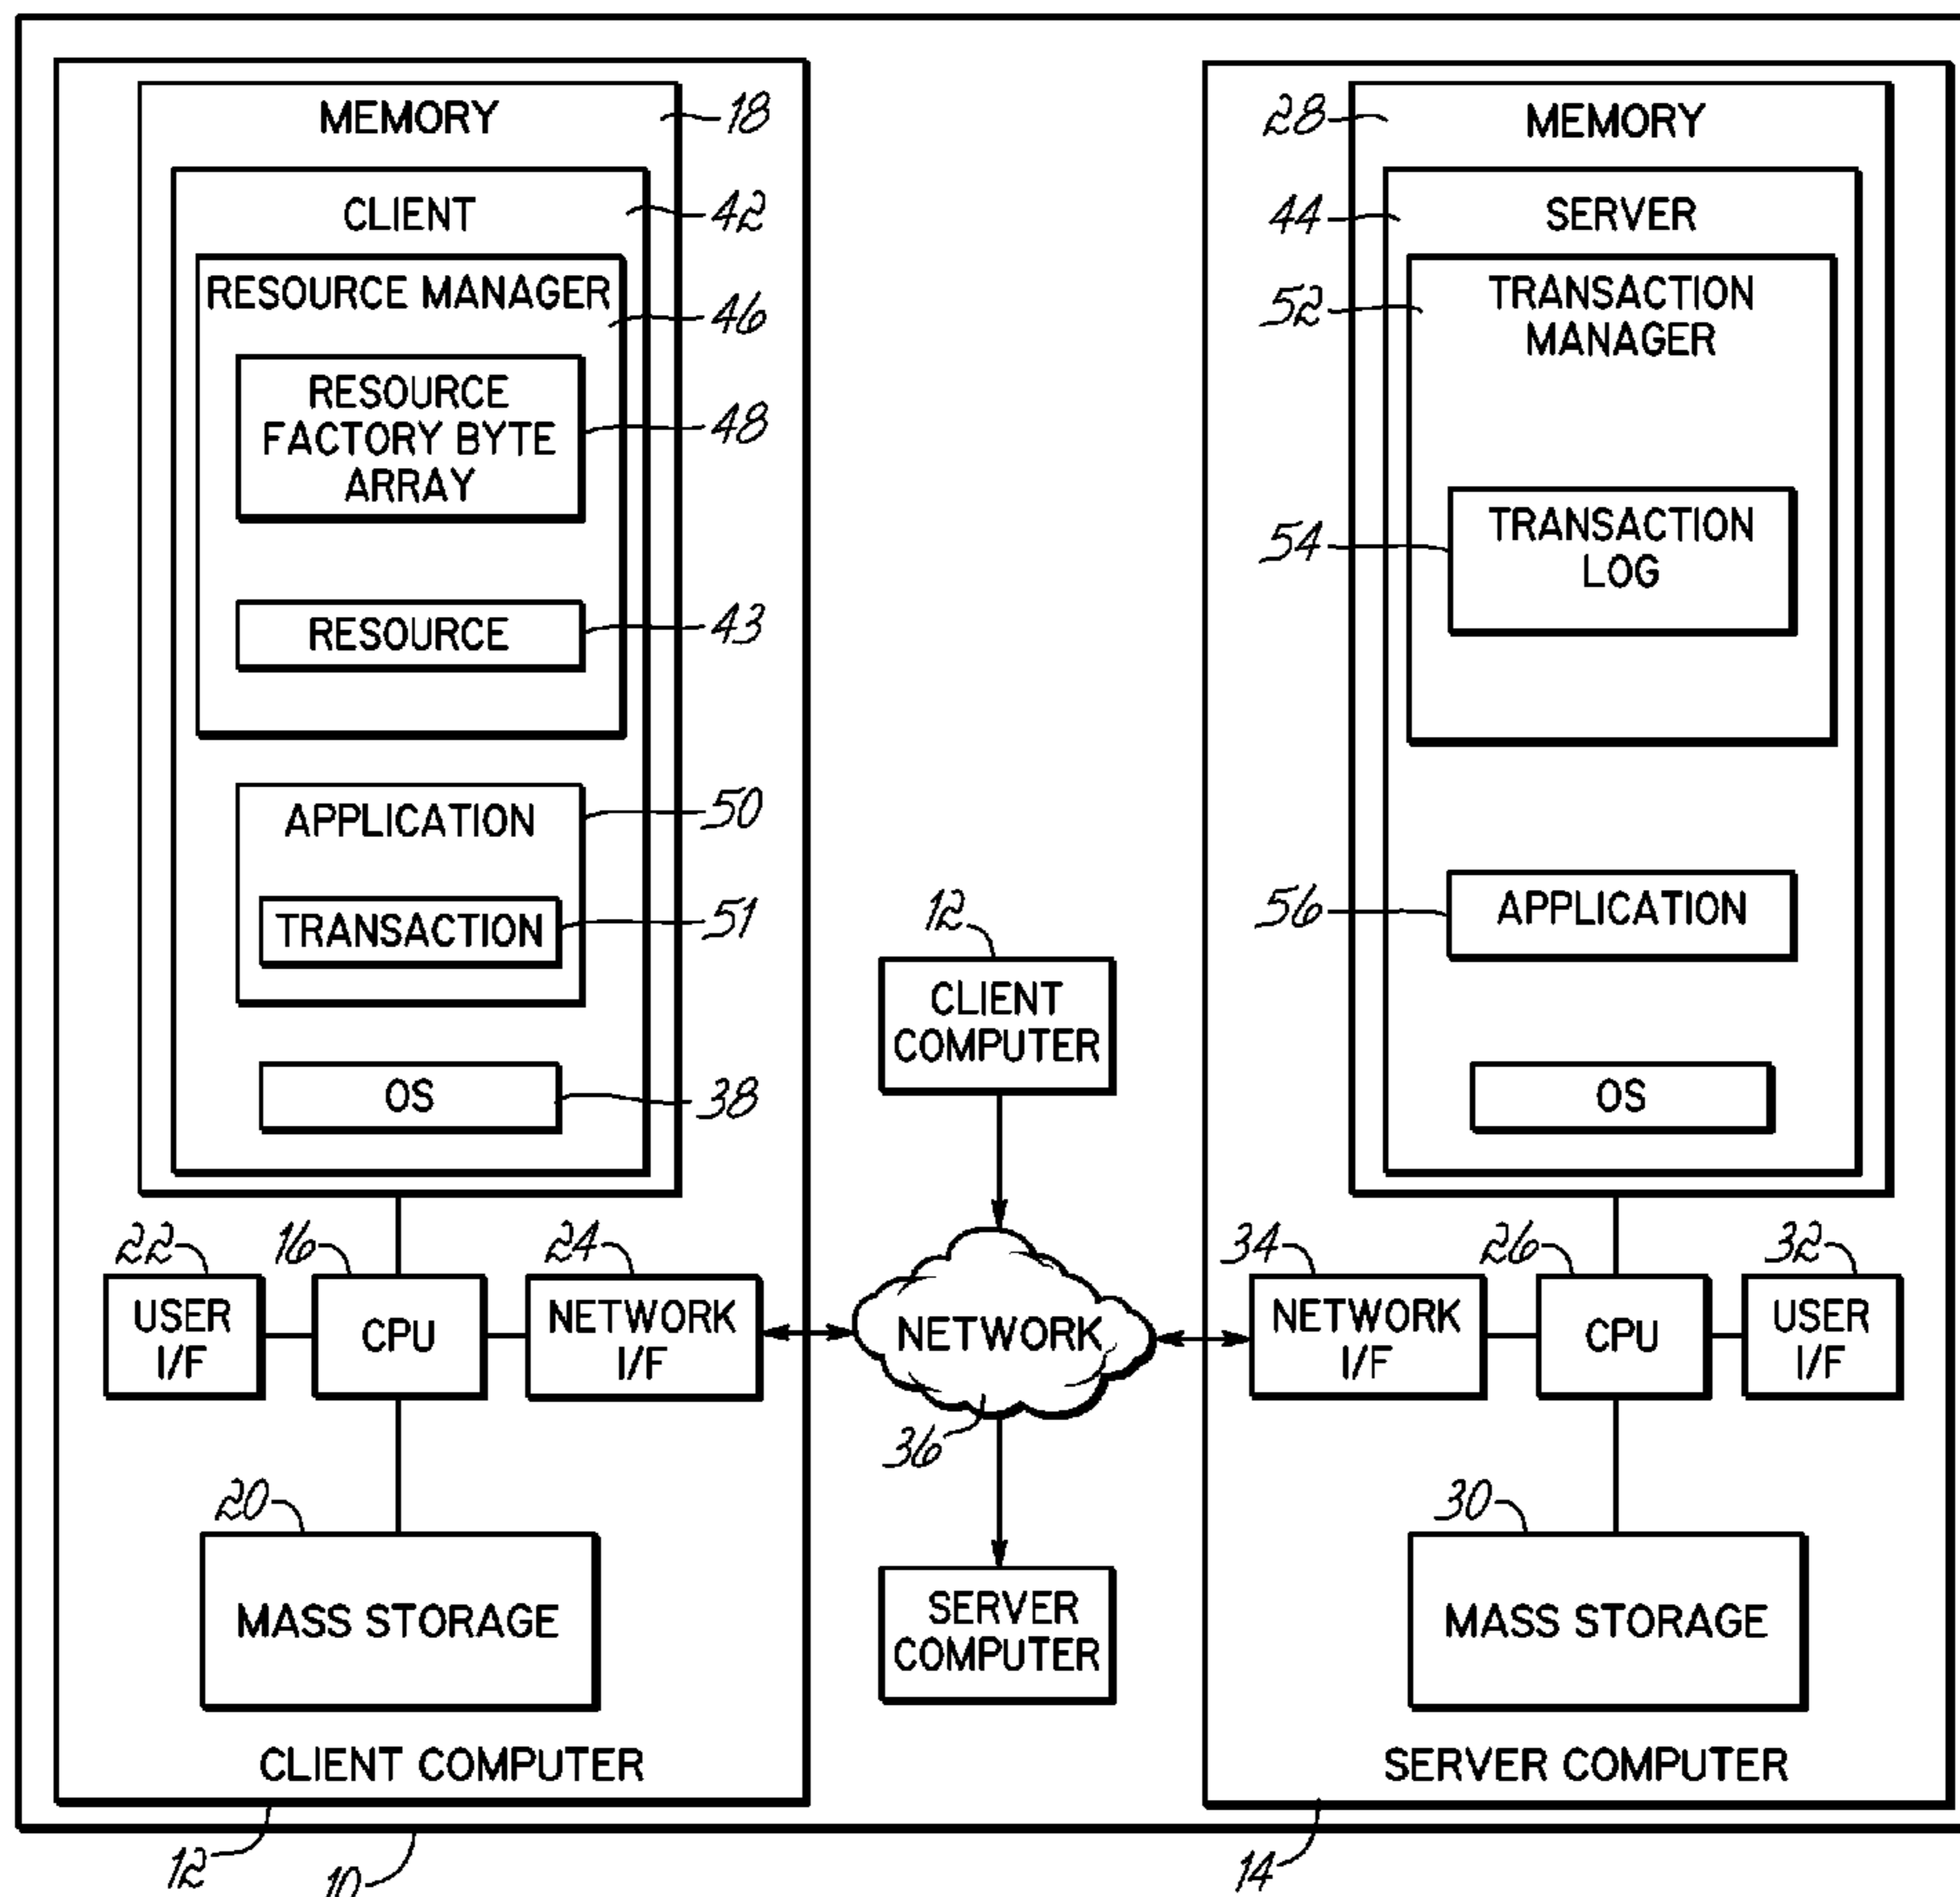 MEMORY
18
CLIENT
42
RESOURCE MANAGER
46
RESOURCE
FACTORY BYTE
ARRAY
48
RESOURCE
43
APPLICATION
50
TRANSACTION
51
OS
38
22
16
24
USER
I/F
CPU
NETWORK
I/F
20
MASS STORAGE
CLIENT COMPUTER
12
10
12
CLIENT
COMPUTER
NETWORK
36
SERVER
COMPUTER
28
MEMORY
44
SERVER
52
TRANSACTION
MANAGER
54
TRANSACTION
LOG
56
APPLICATION
OS
34
26
32
NETWORK
I/F
CPU
USER
I/F
30
MASS STORAGE
SERVER COMPUTER
14